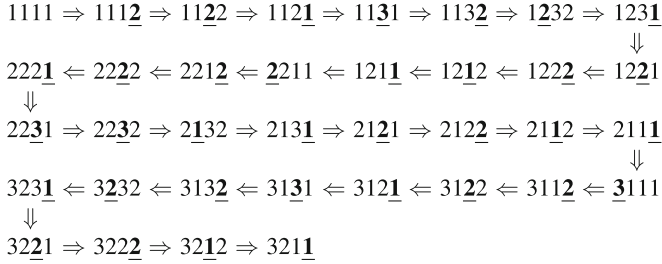 1111 ⇒ 1112 ⇒ 1122 ⇒ 1121 ⇒ 1131 ⇒ 1132 ⇒ 1232 ⇒ 1231
⇓
2221 ⇐ 2222 ⇐ 2212 ⇐ 2211 ⇐ 1211 ⇐ 1212 ⇐ 1222 ⇐ 1221
⇓
2231 ⇒ 2232 ⇒ 2132 ⇒ 2131 ⇒ 2121 ⇒ 2122 ⇒ 2112 ⇒ 2111
⇓
3231 ⇐ 3232 ⇐ 3132 ⇐ 3131 ⇐ 3121 ⇐ 3122 ⇐ 3112 ⇐ 3111
⇓
3221 ⇒ 3222 ⇒ 3212 ⇒ 3211